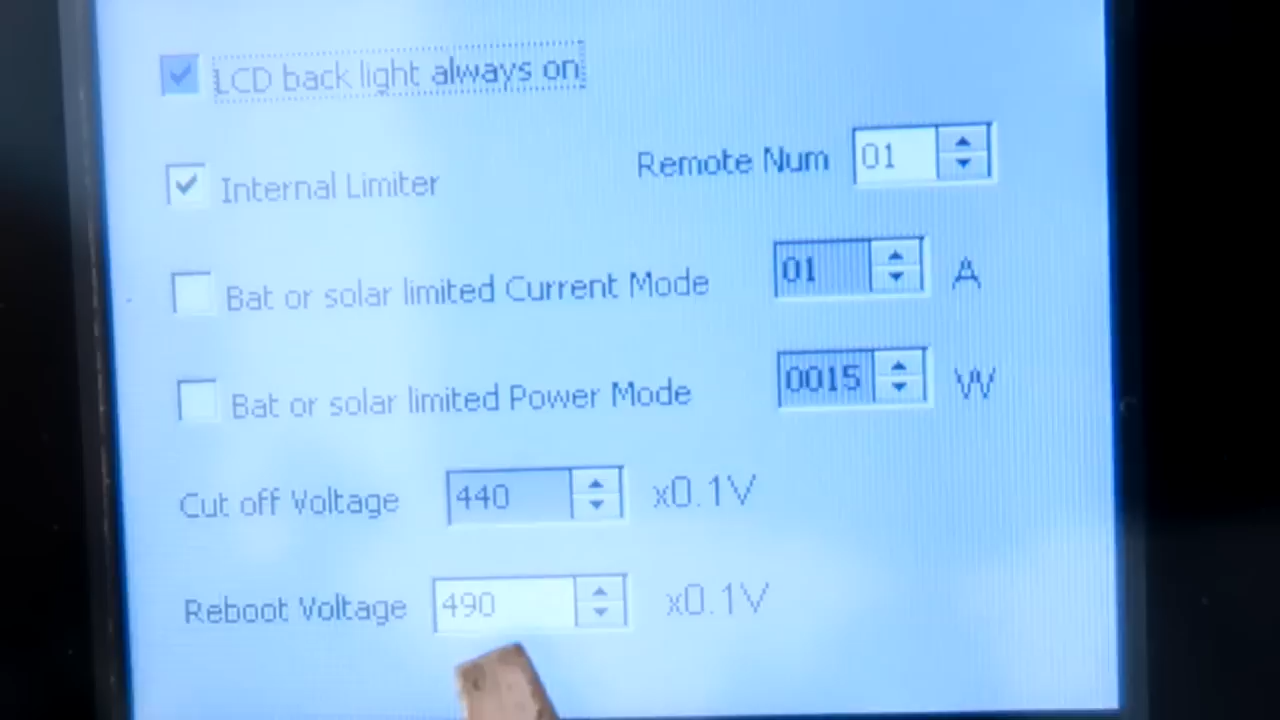 LCD back light always on
Internal Limiter Remote Num 01
Bat or solar limited Current Mode 01 A
Bat or solar limited Power Mode 0015 W
Cut off Voltage 440 x0.1V
Reboot Voltage 490 x0.1V